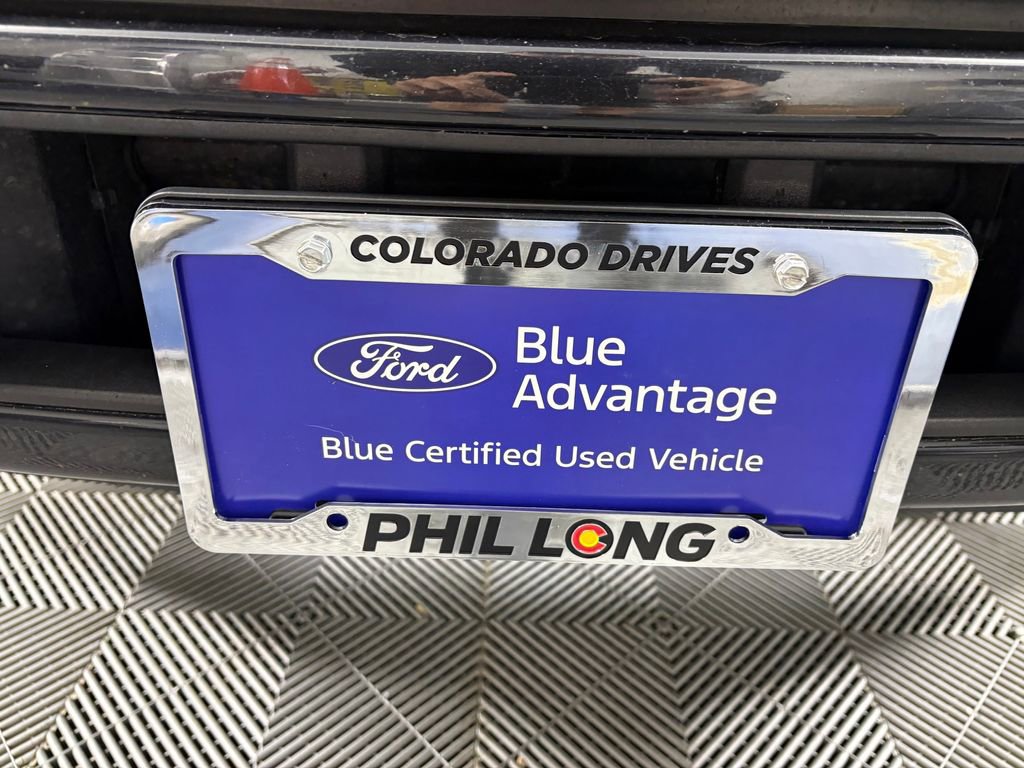 COLORADO DRIVES
Ford
Blue
Advantage
Blue Certified Used Vehicle
PHIL LONG